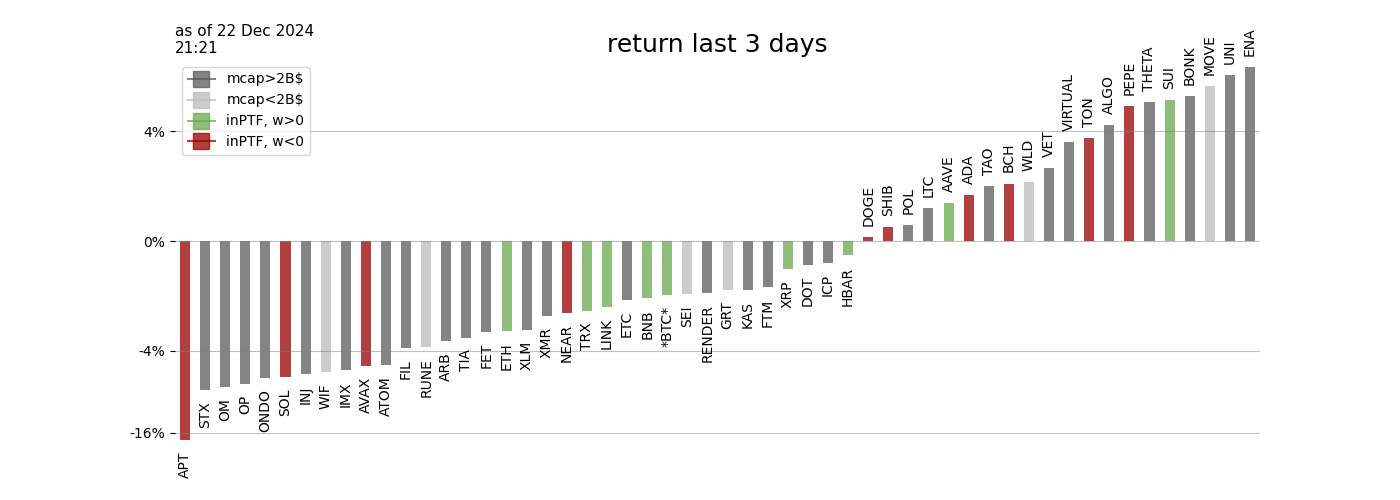 as of 22 Dec 2024
21:21
return last 3 days
mcap>2B$
mcap<2B$
inPTF, w>0
inPTF, w<0
4%
0%
-4%
-16%
APT
STX
OM
OP
ONDO
SOL
INJ
WIF
IMX
AVAX
ATOM
FIL
RUNE
ARB
TIA
FET
ETH
XLM
XMR
NEAR
TRX
LINK
ETC
BNB
*BTC*
SEI
RENDER
GRT
KAS
FTM
XRP
DOT
ICP
HBAR
DOGE
SHIB
POL
LTC
AAVE
ADA
TAO
BCH
WLD
VET
VIRTUAL
TON
ALGO
PEPE
THETA
SUI
BONK
MOVE
UNI
ENA